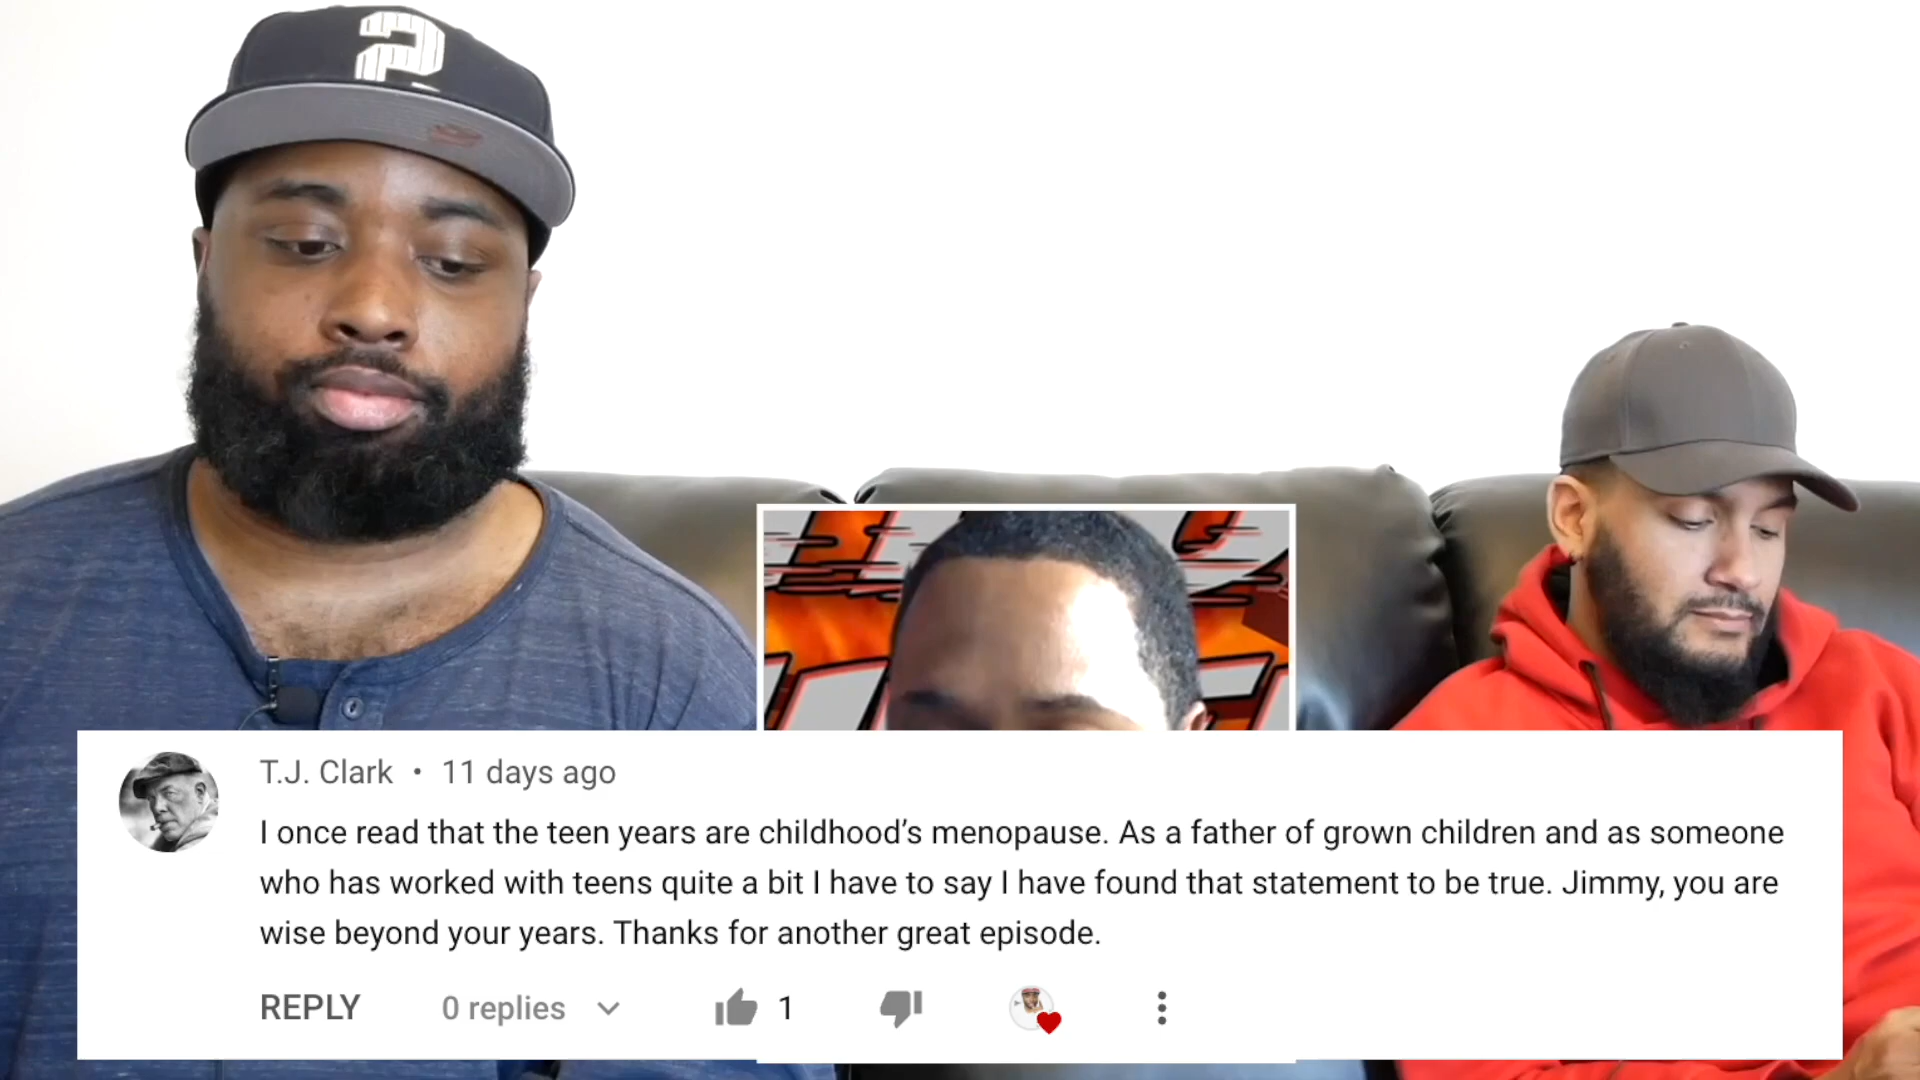 2
T.J. Clark • 11 days ago
I once read that the teen years are childhood’s menopause. As a father of grown children and as someone
who has worked with teens quite a bit I have to say I have found that statement to be true. Jimmy, you are
wise beyond your years. Thanks for another great episode.
REPLY 0 replies 1